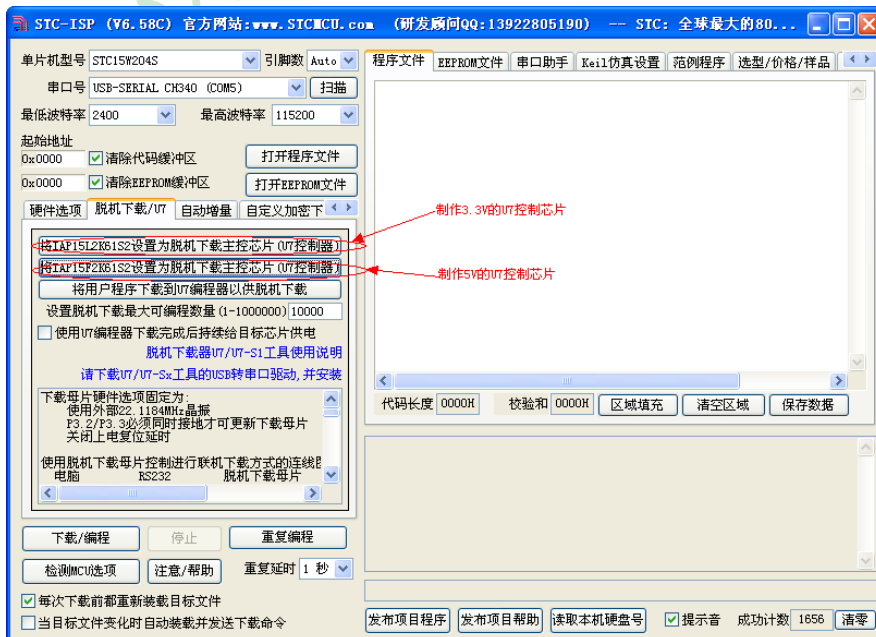 STC-ISP (V6.58C) 官方网站:www.STCMCU.com (研发顾问QQ:13922805190) -- STC: 全球最大的80...
单片机型号 STC15W204S 引脚数 Auto
串口号 USB-SERIAL CH340 (COM5) 扫描
最低波特率 2400 最高波特率 115200
起始地址
0x0000 清除代码缓冲区 打开程序文件
0x0000 清除EEPROM缓冲区 打开EEPROM文件
硬件选项 脱机下载/U7 自动增量 自定义加密下
将IAP15L2K61S2设置为脱机下载主控芯片(U7控制器)
将IAP15F2K61S2设置为脱机下载主控芯片(U7控制器)
将用户程序下载到U7编程器以供脱机下载
设置脱机下载最大可编程数量(1-1000000) 10000
使用U7编程器下载完成后持续给目标芯片供电
脱机下载器U7/U7-S1工具使用说明
请下载U7/U7-Sx工具的USB转串口驱动,并安装
下载母片硬件选项固定为:
使用外部22.1184MHz晶振
P3.2/P3.3必须同时接地才可更新下载母片
关闭上电复位延时
使用脱机下载母片控制进行联机下载方式的连线
电脑 RS232 脱机下载母片
下载/编程 停止 重复编程
检测MCU选项 注意/帮助 重复延时 1 秒
每次下载前都重新装载目标文件
当目标文件变化时自动装载并发送下载命令
程序文件 EEPROM文件 串口助手 Keil仿真设置 范例程序 选型/价格/样品
制作3.3V的U7控制芯片
制作5V的U7控制芯片
代码长度 0000H 校验和 0000H 区域填充 清空区域 保存数据
发布项目程序 发布项目帮助 读取本机硬盘号 提示音 成功计数 1656 清零